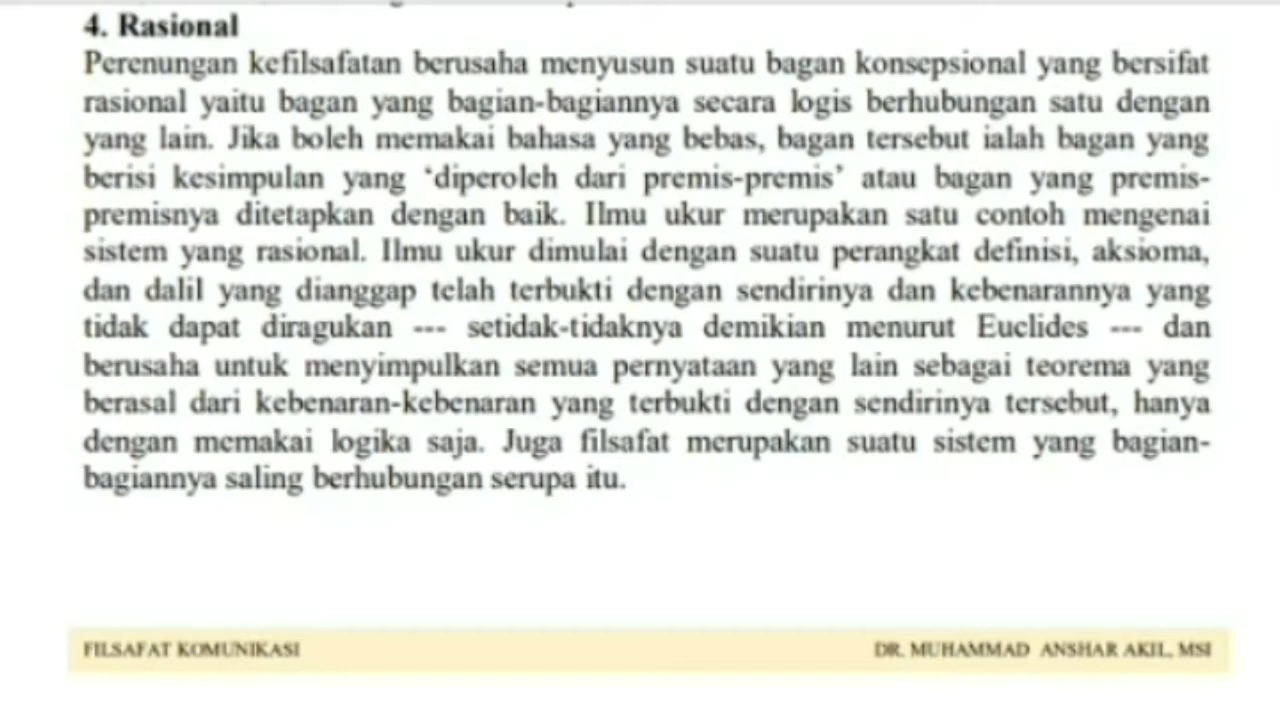 4. Rasional
Perenungan kefilsafatan berusaha menyusun suatu bagan konsepsional yang bersifat
rasional yaitu bagan yang bagian-bagiannya secara logis berhubungan satu dengan
yang lain. Jika boleh memakai bahasa yang bebas, bagan tersebut ialah bagan yang
berisi kesimpulan yang ‘diperoleh dari premis-premis’ atau bagan yang premis-
premisnya ditetapkan dengan baik. Ilmu ukur merupakan satu contoh mengenai
sistem yang rasional. Ilmu ukur dimulai dengan suatu perangkat definisi, aksioma,
dan dalil yang dianggap telah terbukti dengan sendirinya dan kebenarannya yang
tidak dapat diragukan --- setidak-tidaknya demikian menurut Euclides --- dan
berusaha untuk menyimpulkan semua pernyataan yang lain sebagai teorema yang
berasal dari kebenaran-kebenaran yang terbukti dengan sendirinya tersebut, hanya
dengan memakai logika saja. Juga filsafat merupakan suatu sistem yang bagian-
bagiannya saling berhubungan serupa itu.
FILSAFAT KOMUNIKASI
DR. MUHAMMAD ANSHAR AKIL, MSI